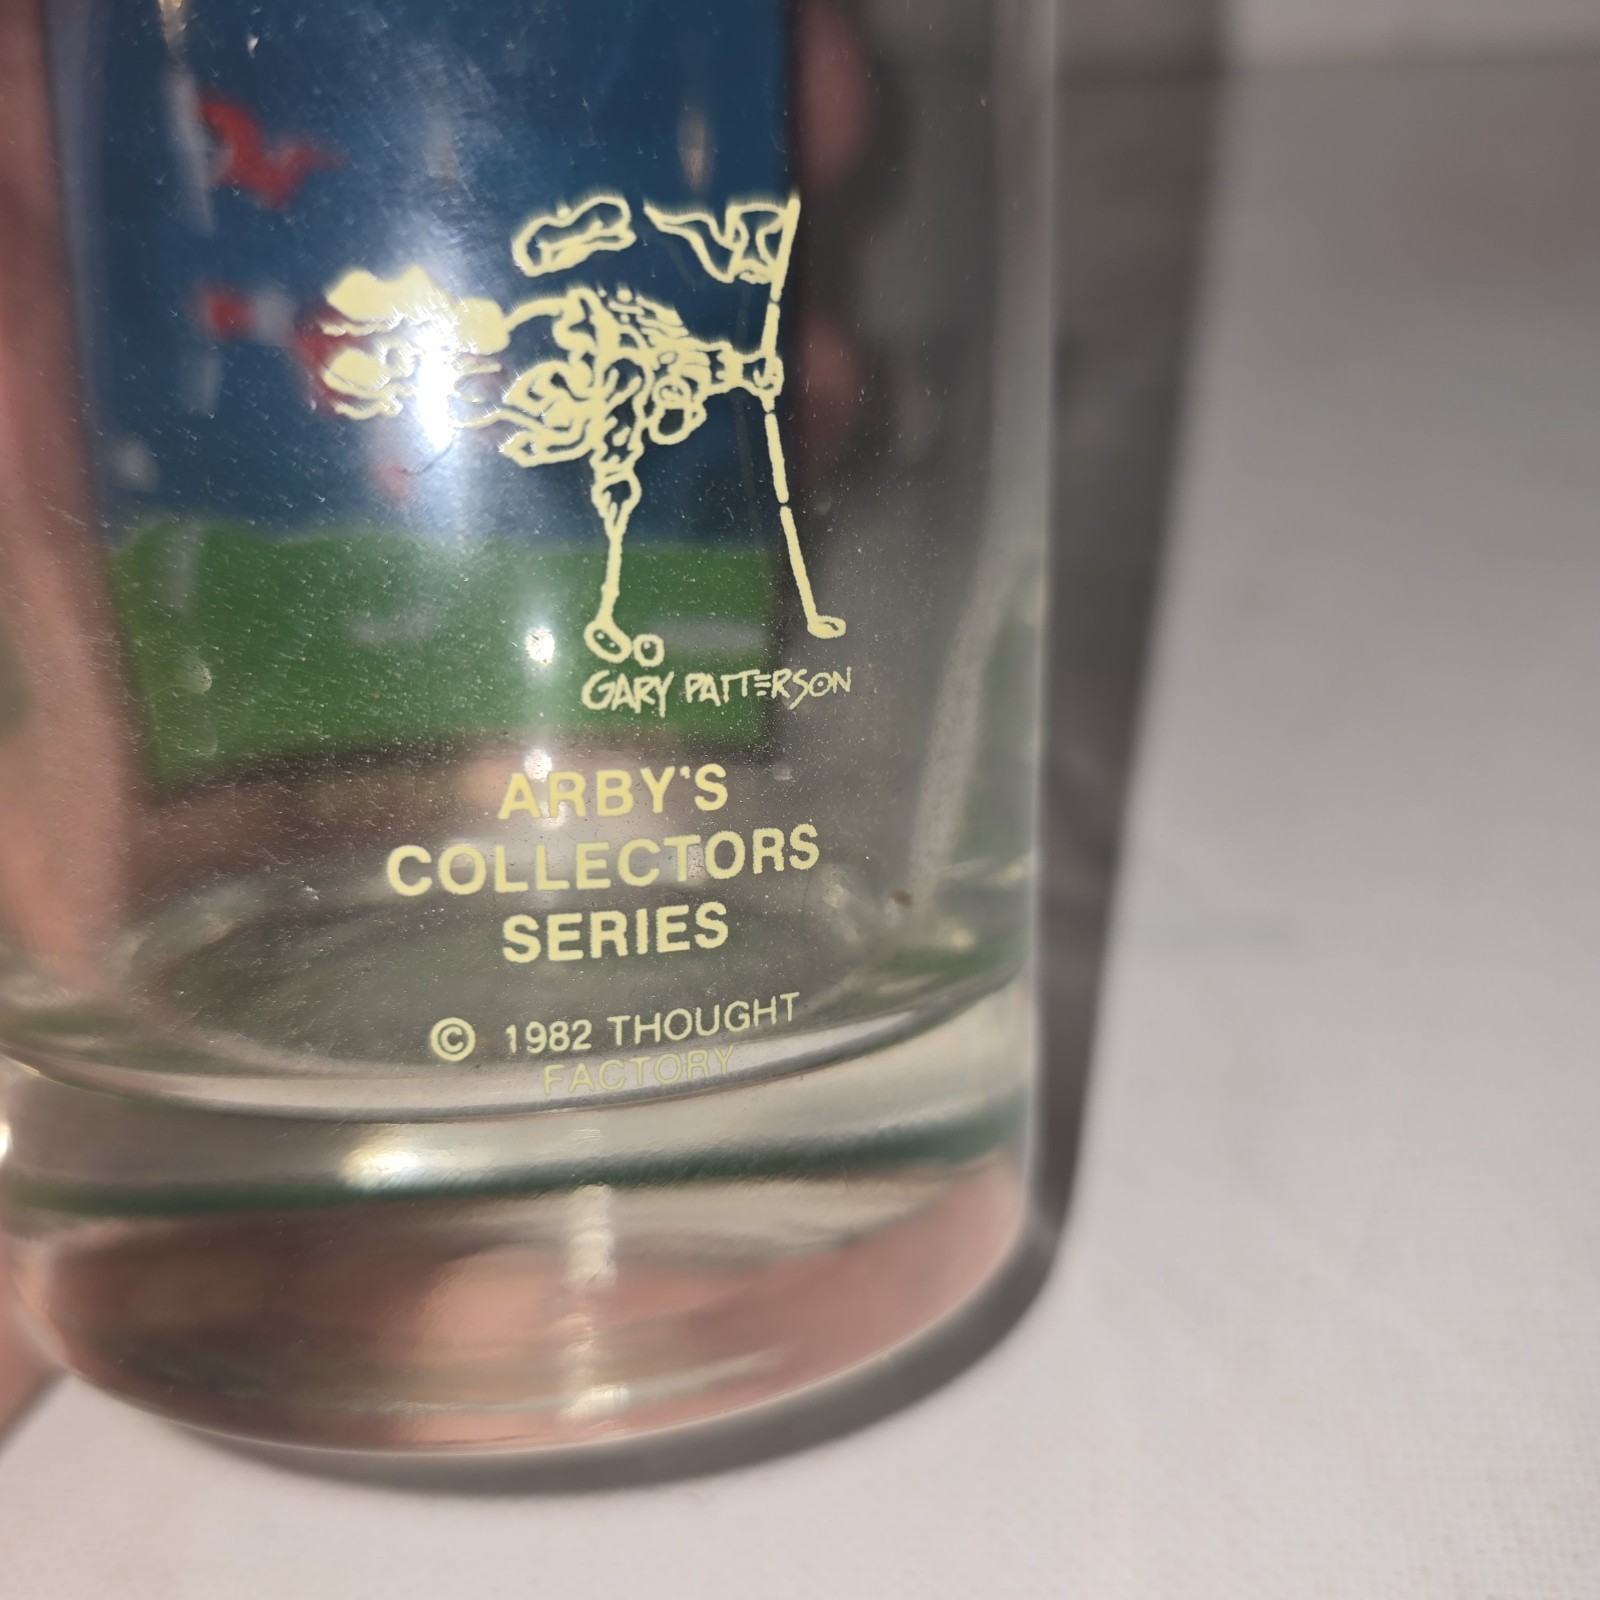 GARY PATTERSON
ARBY'S
COLLECTORS
SERIES
© 1982 THOUGHT
FACTORY